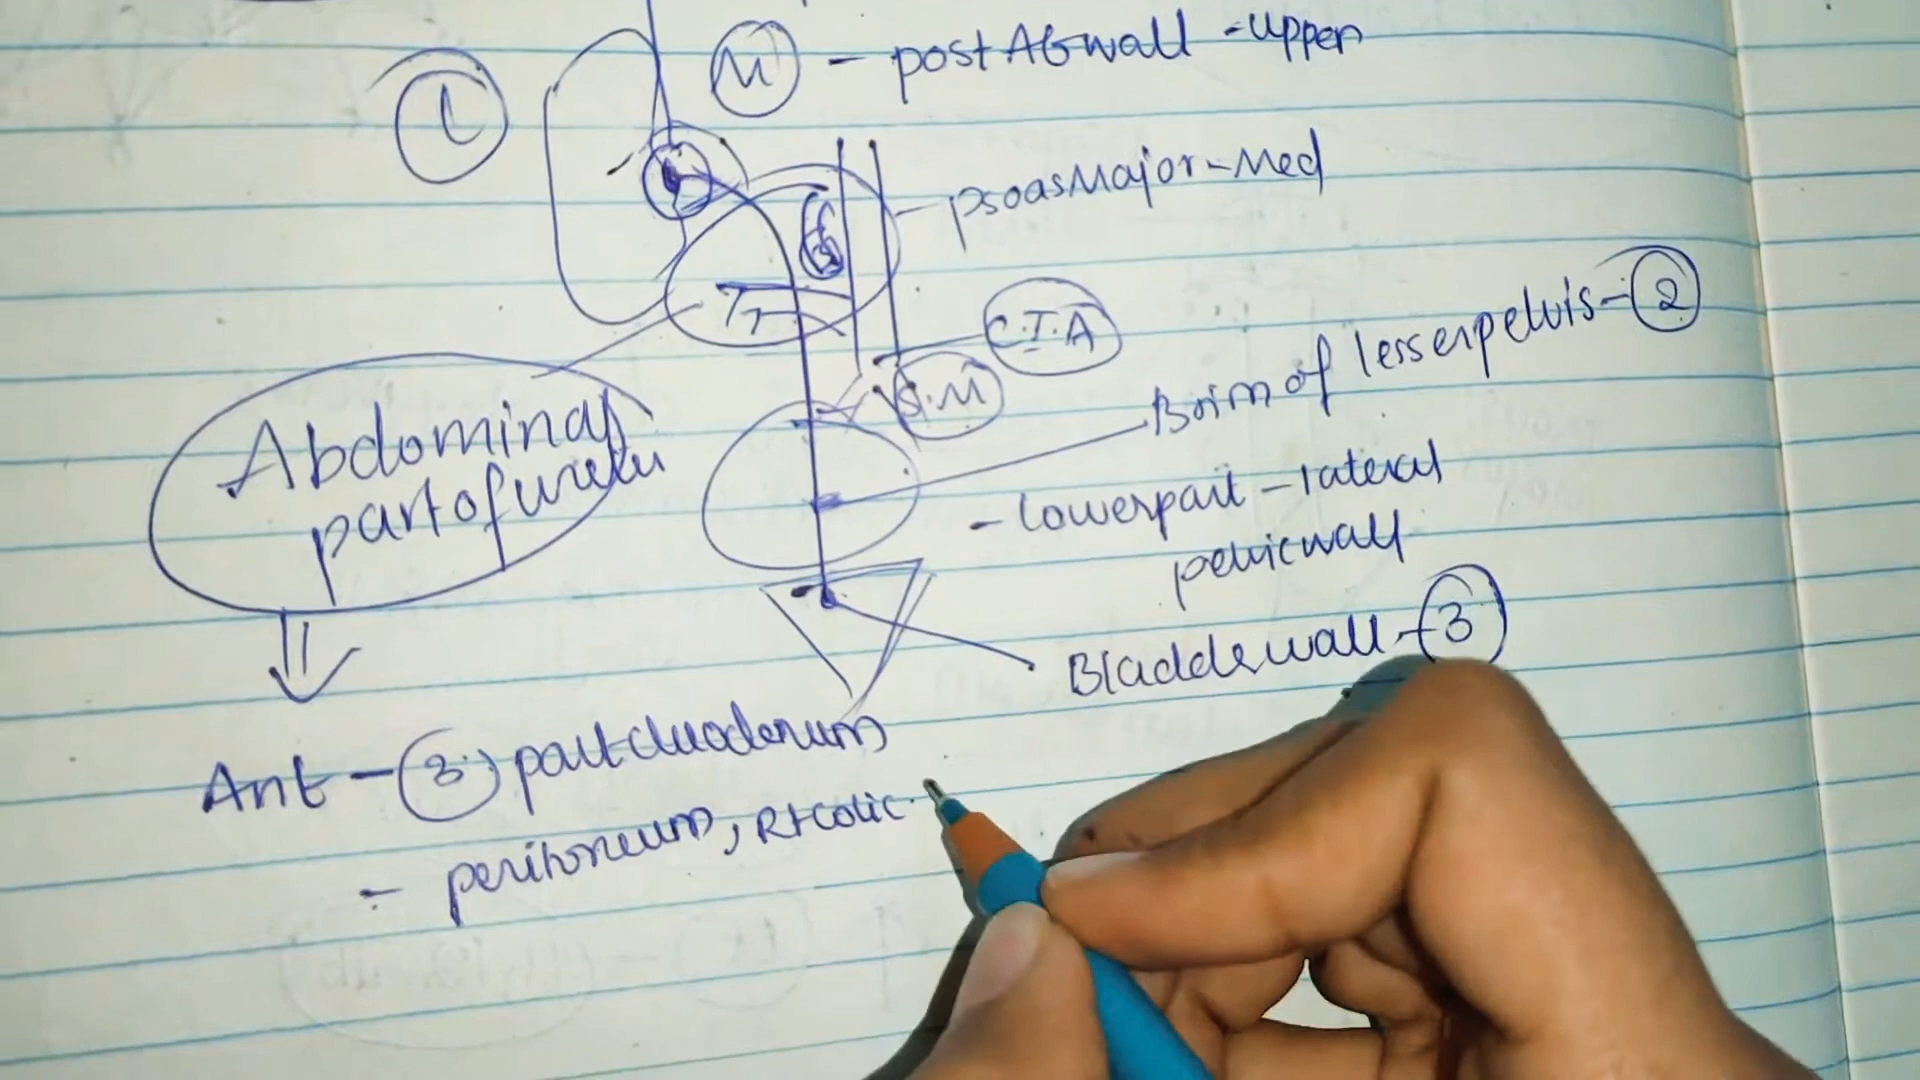 M - post Ab wall - upper
L
psoas Major - Med
C.I.A
S.M
Brim of lesser pelvis - 2
Abdominal
part of ureter
- lower part - lateral
pelvic wall
Bladder wall - 3
Ant - 3 part duodenum
- peritoneum, Rt colic